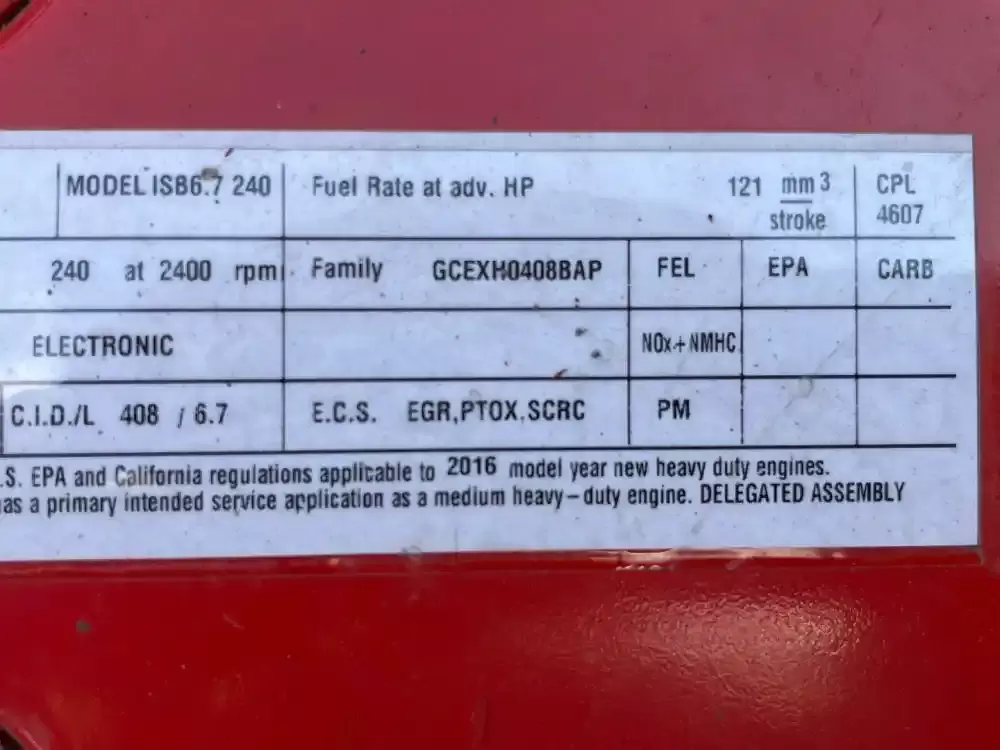 MODEL ISB6.7 240 Fuel Rate at adv. HP 121 mm3 CPL
stroke 4607
240 at 2400 rpm Family GCEXH0408BAP FEL EPA CARB
ELECTRONIC NOx+NMHC
C.I.D./L 408 / 6.7 E.C.S. EGR,PTOX,SCRC PM
.S. EPA and California regulations applicable to 2016 model year new heavy duty engines.
as a primary intended service application as a medium heavy-duty engine. DELEGATED ASSEMBLY